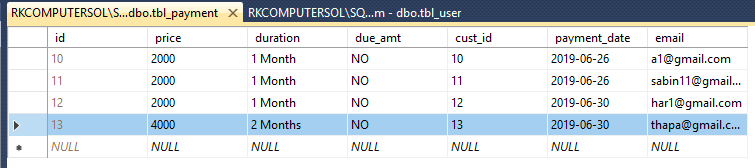 RKCOMPUTERSOL\S...dbo.tbl_payment RKCOMPUTERSOL\SQ...m - dbo.tbl_user
id price duration due_amt cust_id payment_date email
10 2000 1 Month NO 10 2019-06-26 a1@gmail.com
11 2000 1 Month NO 11 2019-06-26 sabin11@gmail...
12 2000 1 Month NO 12 2019-06-30 har1@gmail.com
13 4000 2 Months NO 13 2019-06-30 thapa@gmail.c...
NULL NULL NULL NULL NULL NULL NULL